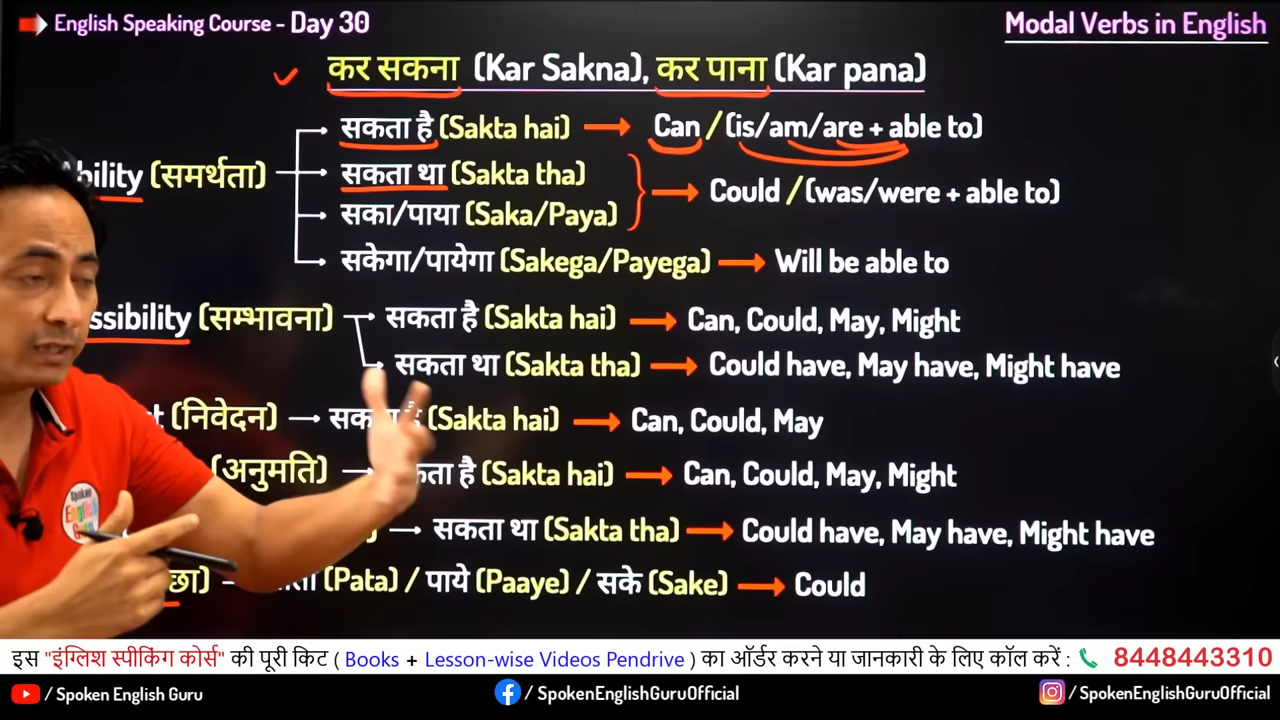 English Speaking Course - Day 30
Modal Verbs in English
कर सकना (Kar Sakna), कर पाना (Kar pana)
सकता है (Sakta hai) → Can / (is/am/are + able to)
bility (समर्थता)
सकता था (Sakta tha)
सका/पाया (Saka/Paya)
Could / (was/were + able to)
सकेगा/पायेगा (Sakega/Payega) → Will be able to
ssibility (सम्भावना) → सकता है (Sakta hai) → Can, Could, May, Might
सकता था (Sakta tha) → Could have, May have, Might have
(निवेदन) → (Sakta hai) → Can, Could, May
(अनुमति) → है (Sakta hai) → Can, Could, May, Might
→ सकता था (Sakta tha) → Could have, May have, Might have
(Pata) / पाये (Paaye) / सके (Sake) → Could
Spoken English Guru
इस "इंग्लिश स्पीकिंग कोर्स" की पूरी किट ( Books + Lesson-wise Videos Pendrive ) का ऑर्डर करने या जानकारी के लिए कॉल करें : 8448443310
/ Spoken English Guru
/ SpokenEnglishGuruOfficial
/ SpokenEnglishGuruOfficial